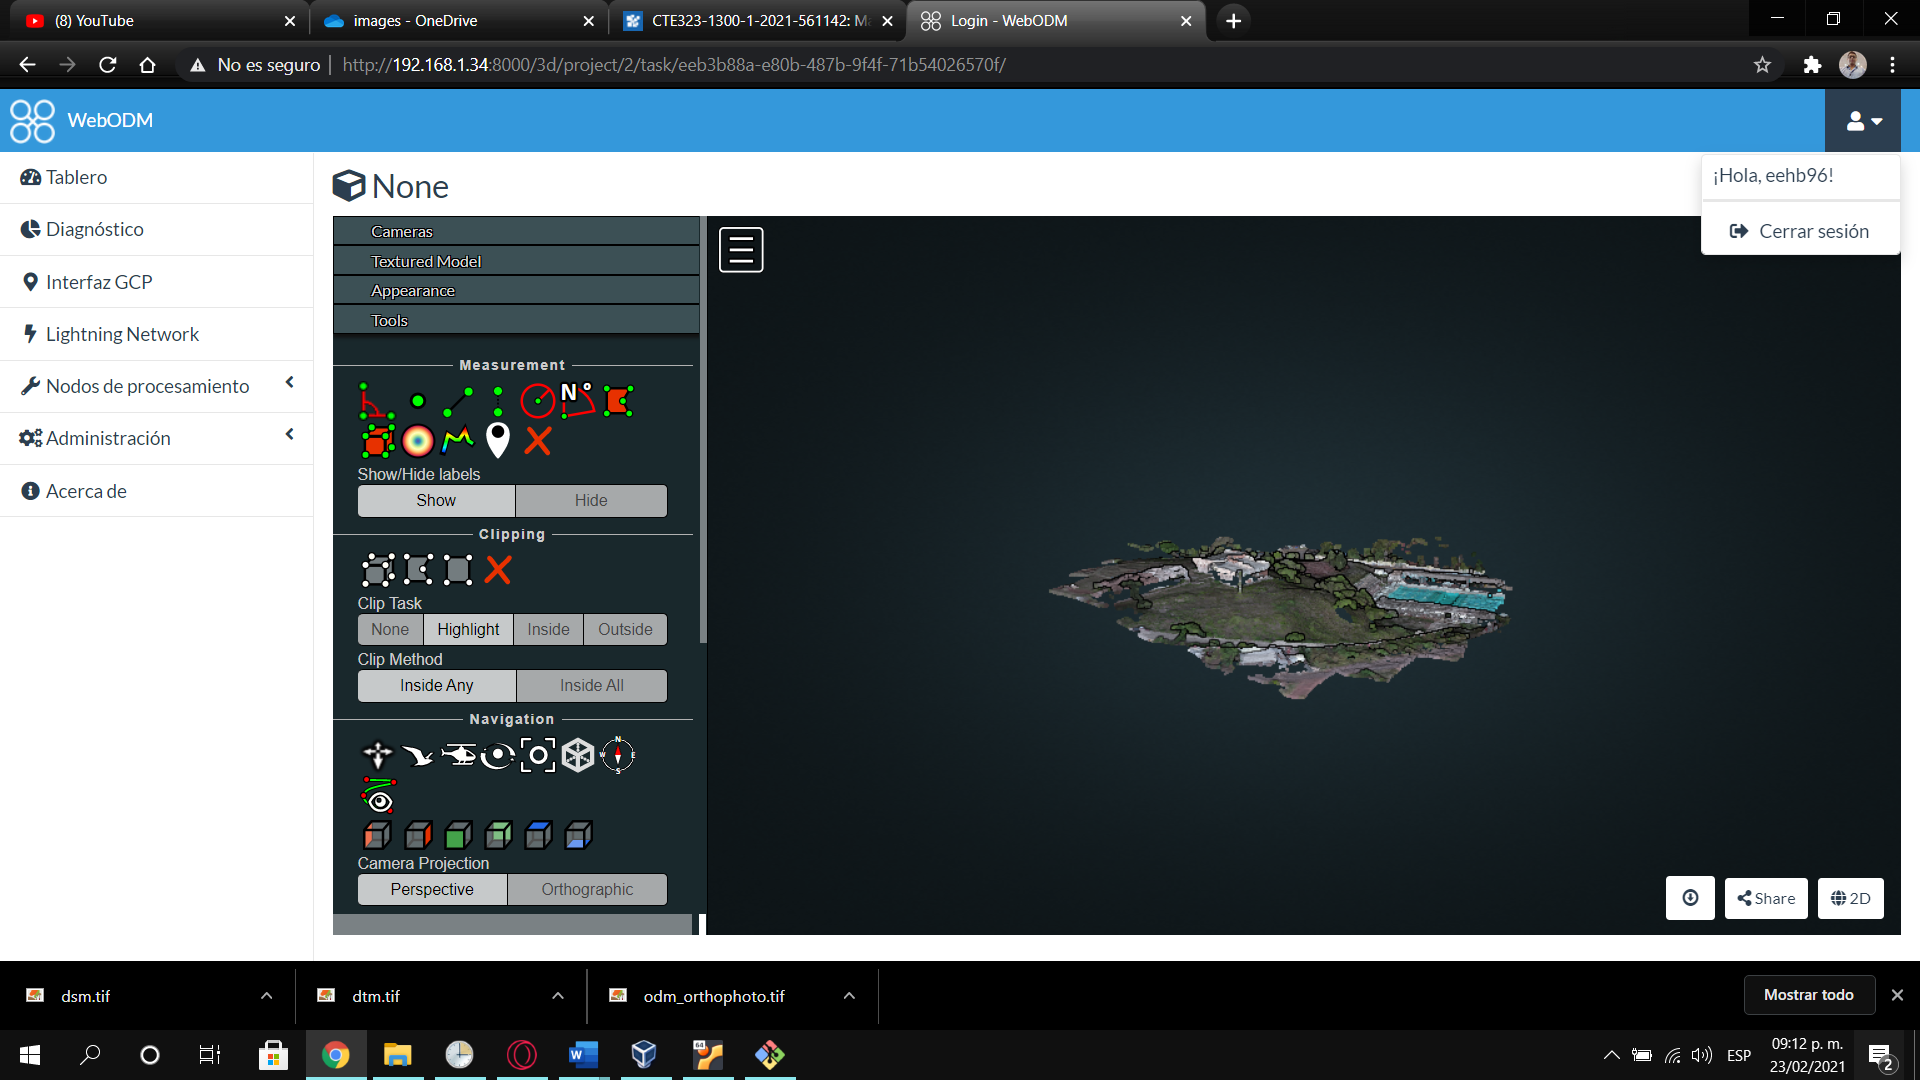 (8) YouTube
images - OneDrive
CTE323-1300-1-2021-561142: M
Login - WebODM
No es seguro
http://192.168.1.34:8000/3d/project/2/task/eeb3b88a-e80b-487b-9f4f-71b54026570f/
WebODM
¡Hola, eehb96!
Cerrar sesión
Tablero
Diagnóstico
Interfaz GCP
Lightning Network
Nodos de procesamiento
Administración
Acerca de
None
Cameras
Textured Model
Appearance
Tools
Measurement
N°
Show/Hide labels
Show Hide
Clipping
Clip Task
None Highlight Inside Outside
Clip Method
Inside Any Inside All
Navigation
N
W E
S
Camera Projection
Perspective Orthographic
Share
2D
dsm.tif
dtm.tif
odm_orthophoto.tif
Mostrar todo
W
64
ESP
09:12 p. m.
23/02/2021
2